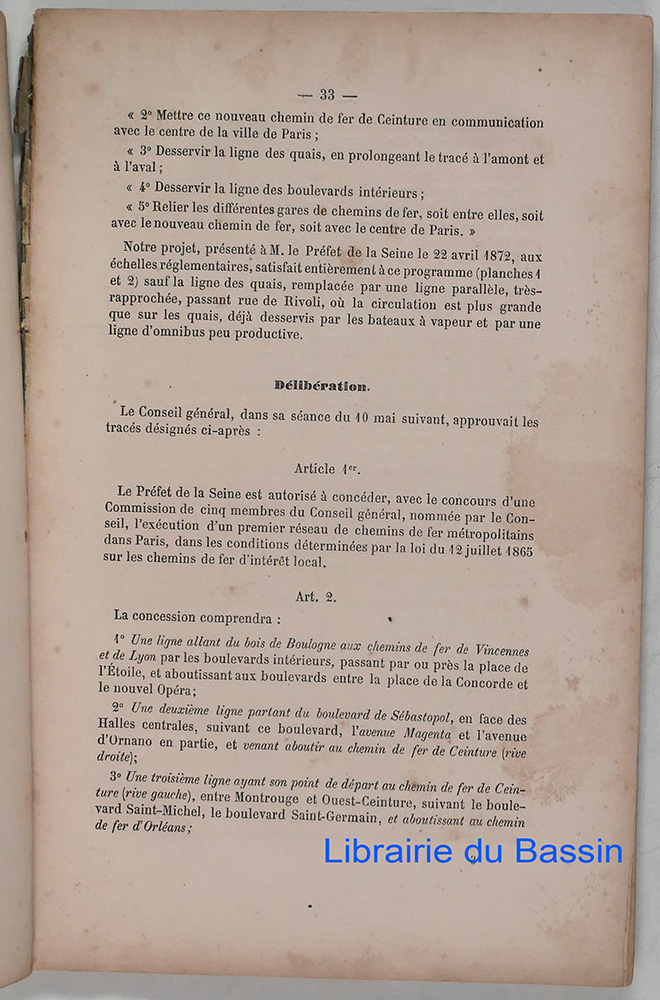 — 33 —
« 2° Mettre ce nouveau chemin de fer de Ceinture en communication
avec le centre de la ville de Paris ;
« 3° Desservir la ligne des quais, en prolongeant le tracé à l'amont et
à l'aval ;
« 4° Desservir la ligne des boulevards intérieurs ;
« 5° Relier les différentes gares de chemins de fer, soit entre elles, soit
avec le nouveau chemin de fer, soit avec le centre de Paris. »
Notre projet, présenté à M. le Préfet de la Seine le 22 avril 1872, aux
échelles réglementaires, satisfait entièrement à ce programme (planches 1
et 2) sauf la ligne des quais, remplacée par une ligne parallèle, très-
rapprochée, passant rue de Rivoli, où la circulation est plus grande
que sur les quais, déjà desservis par les bateaux à vapeur et par une
ligne d'omnibus peu productive.
Délibération.
Le Conseil général, dans sa séance du 10 mai suivant, approuvait les
tracés désignés ci-après :
Article 1er.
Le Préfet de la Seine est autorisé à concéder, avec le concours d'une
Commission de cinq membres du Conseil général, nommée par le Con-
seil, l'exécution d'un premier réseau de chemins de fer métropolitains
dans Paris, dans les conditions déterminées par la loi du 12 juillet 1865
sur les chemins de fer d'intérêt local.
Art. 2.
La concession comprendra :
1° Une ligne allant du bois de Boulogne aux chemins de fer de Vincennes
et de Lyon par les boulevards intérieurs, passant par ou près la place de
l'Étoile, et aboutissant aux boulevards entre la place de la Concorde et
le nouvel Opéra;
2° Une deuxième ligne partant du boulevard de Sébastopol, en face des
Halles centrales, suivant ce boulevard, l'avenue Magenta et l'avenue
d'Ornano en partie, et venant aboutir au chemin de fer de Ceinture (rive
droite);
3° Une troisième ligne ayant son point de départ au chemin de fer de Cein-
ture (rive gauche), entre Montrouge et Ouest-Ceinture, suivant le boule-
vard Saint-Michel, le boulevard Saint-Germain, et aboutissant au chemin
de fer d'Orléans;
Librairie du Bassin